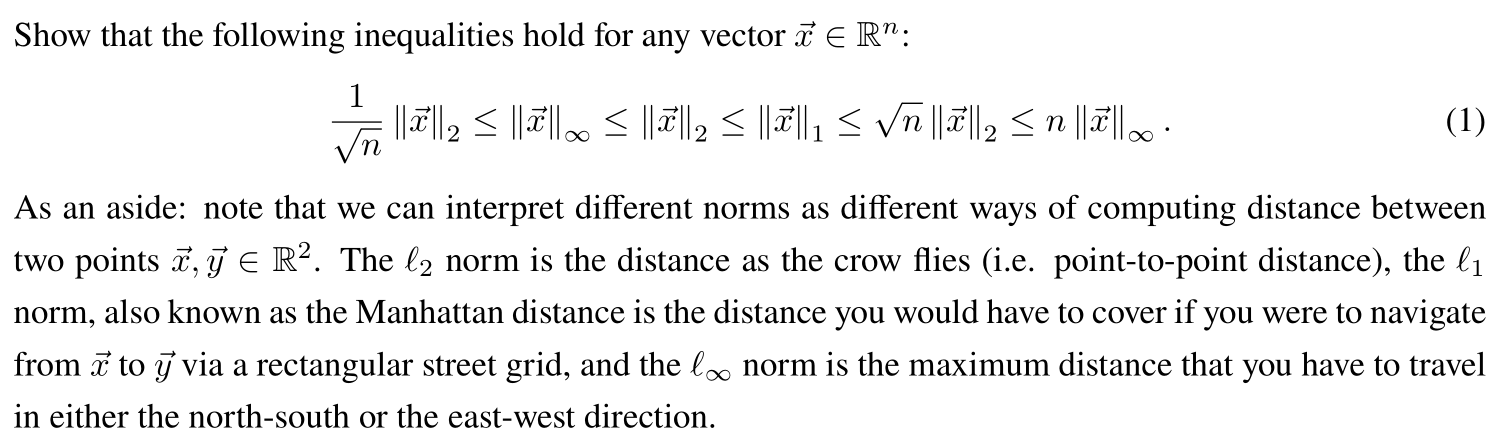 Show that the following inequalities hold for any vector $\vec{x} \in \mathbb{R}^n$:
$$\frac{1}{\sqrt{n}} \|\vec{x}\|_2 \leq \|\vec{x}\|_\infty \leq \|\vec{x}\|_2 \leq \|\vec{x}\|_1 \leq \sqrt{n} \|\vec{x}\|_2 \leq n \|\vec{x}\|_\infty. \quad (1)$$
As an aside: note that we can interpret different norms as different ways of computing distance between
two points $\vec{x}, \vec{y} \in \mathbb{R}^2$. The $\ell_2$ norm is the distance as the crow flies (i.e. point-to-point distance), the $\ell_1$
norm, also known as the Manhattan distance is the distance you would have to cover if you were to navigate
from $\vec{x}$ to $\vec{y}$ via a rectangular street grid, and the $\ell_\infty$ norm is the maximum distance that you have to travel
in either the north-south or the east-west direction.